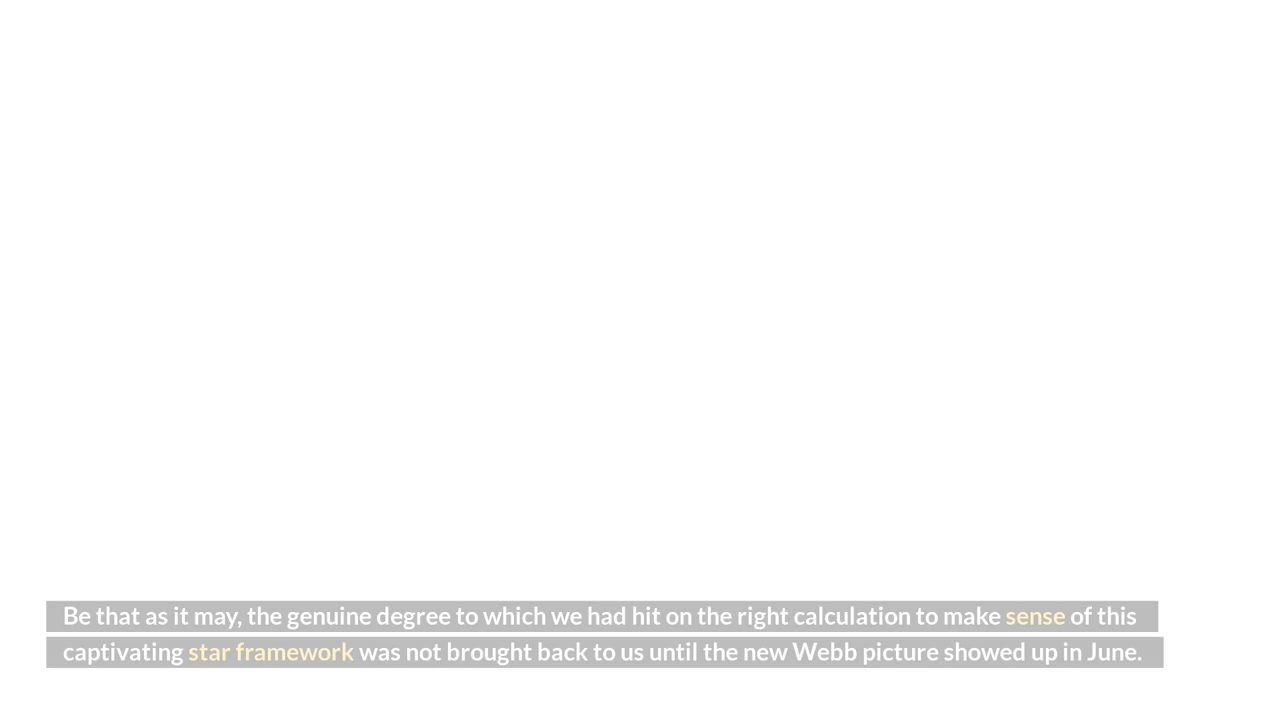 Be that as it may, the genuine degree to which we had hit on the right calculation to make sense of this
captivating star framework was not brought back to us until the new Webb picture showed up in June.